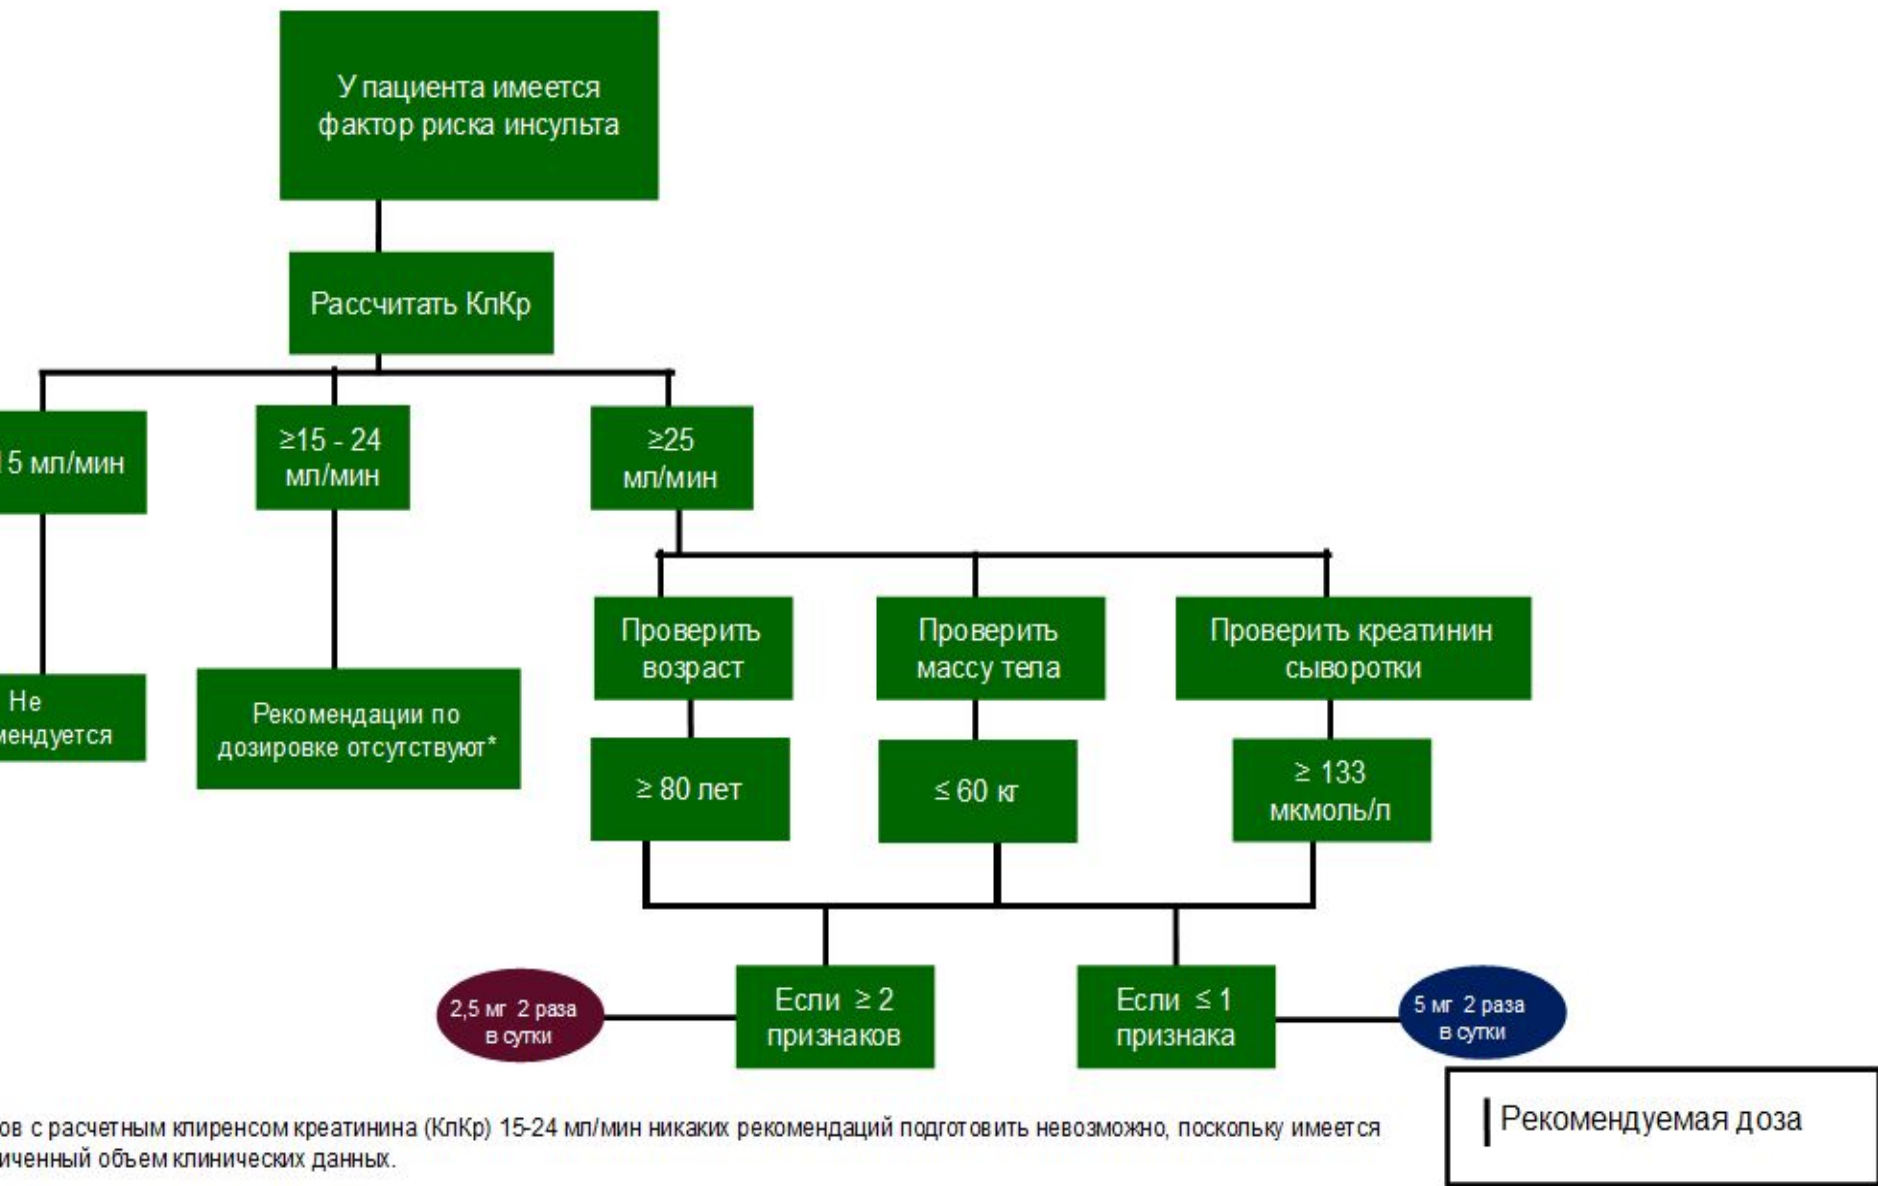 У пациента имеется
фактор риска инсульта
Рассчитать КлКр
15 мл/мин
≥15 - 24
мл/мин
≥25
мл/мин
Проверить
возраст
Проверить
массу тела
Проверить креатинин
сыворотки
Не
мендуется
Рекомендации по
дозировке отсутствуют*
≥ 80 лет
≤ 60 кг
≥ 133
мкмоль/л
2,5 мг 2 раза
в сутки
Если ≥ 2
признаков
Если ≤ 1
признака
5 мг 2 раза
в сутки
Рекомендуемая доза
ов с расчетным клиренсом креатинина (КлКр) 15-24 мл/мин никаких рекомендаций подготовить невозможно, поскольку имеется
иченный объем клинических данных.